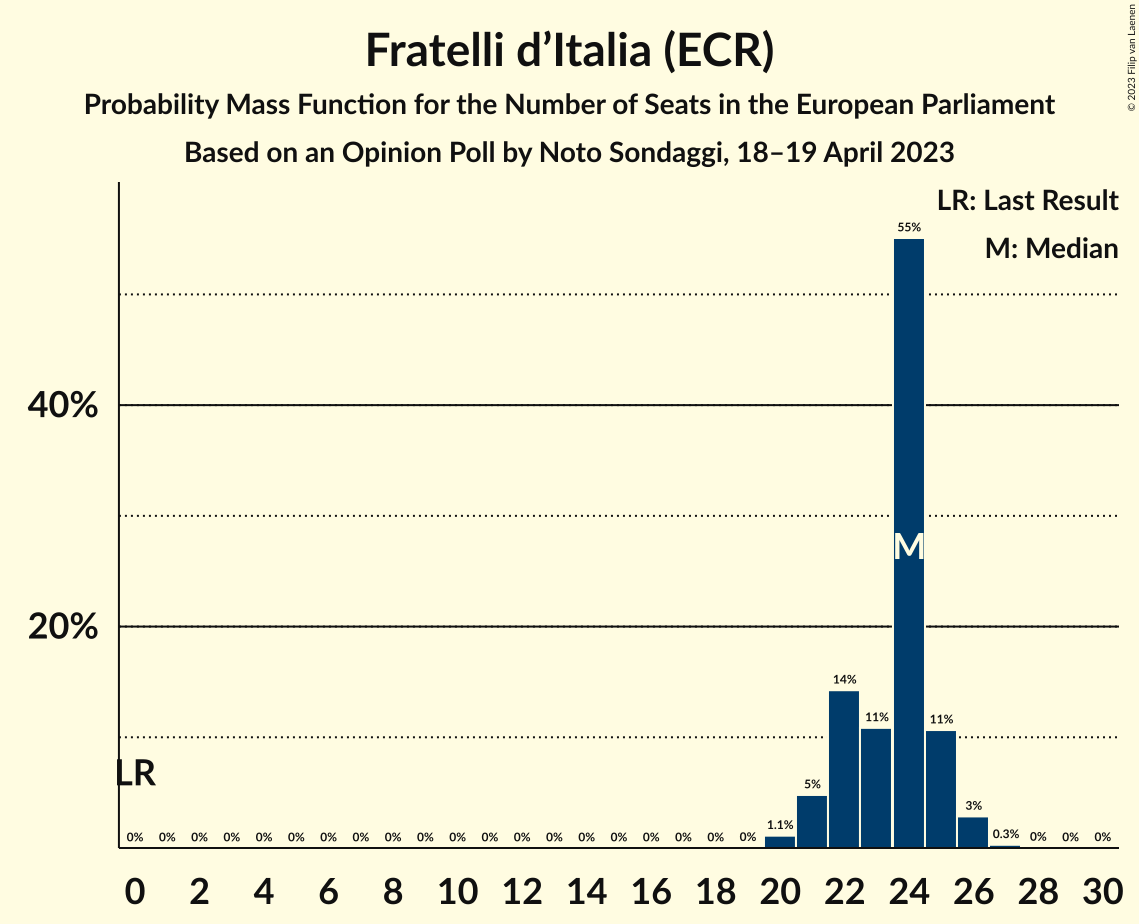 Fratelli d’Italia (ECR)
Probability Mass Function for the Number of Seats in the European Parliament
Based on an Opinion Poll by Noto Sondaggi, 18–19 April 2023
© 2023 Filip van Laenen
LR: Last Result
M: Median
55%
40%
M
20%
14%
11%
11%
LR
5%
3%
1.1%
0.3%
0% 0% 0% 0% 0% 0% 0% 0% 0% 0% 0% 0% 0% 0% 0% 0% 0% 0% 0% 0% 0% 0% 0%
0 2 4 6 8 10 12 14 16 18 20 22 24 26 28 30